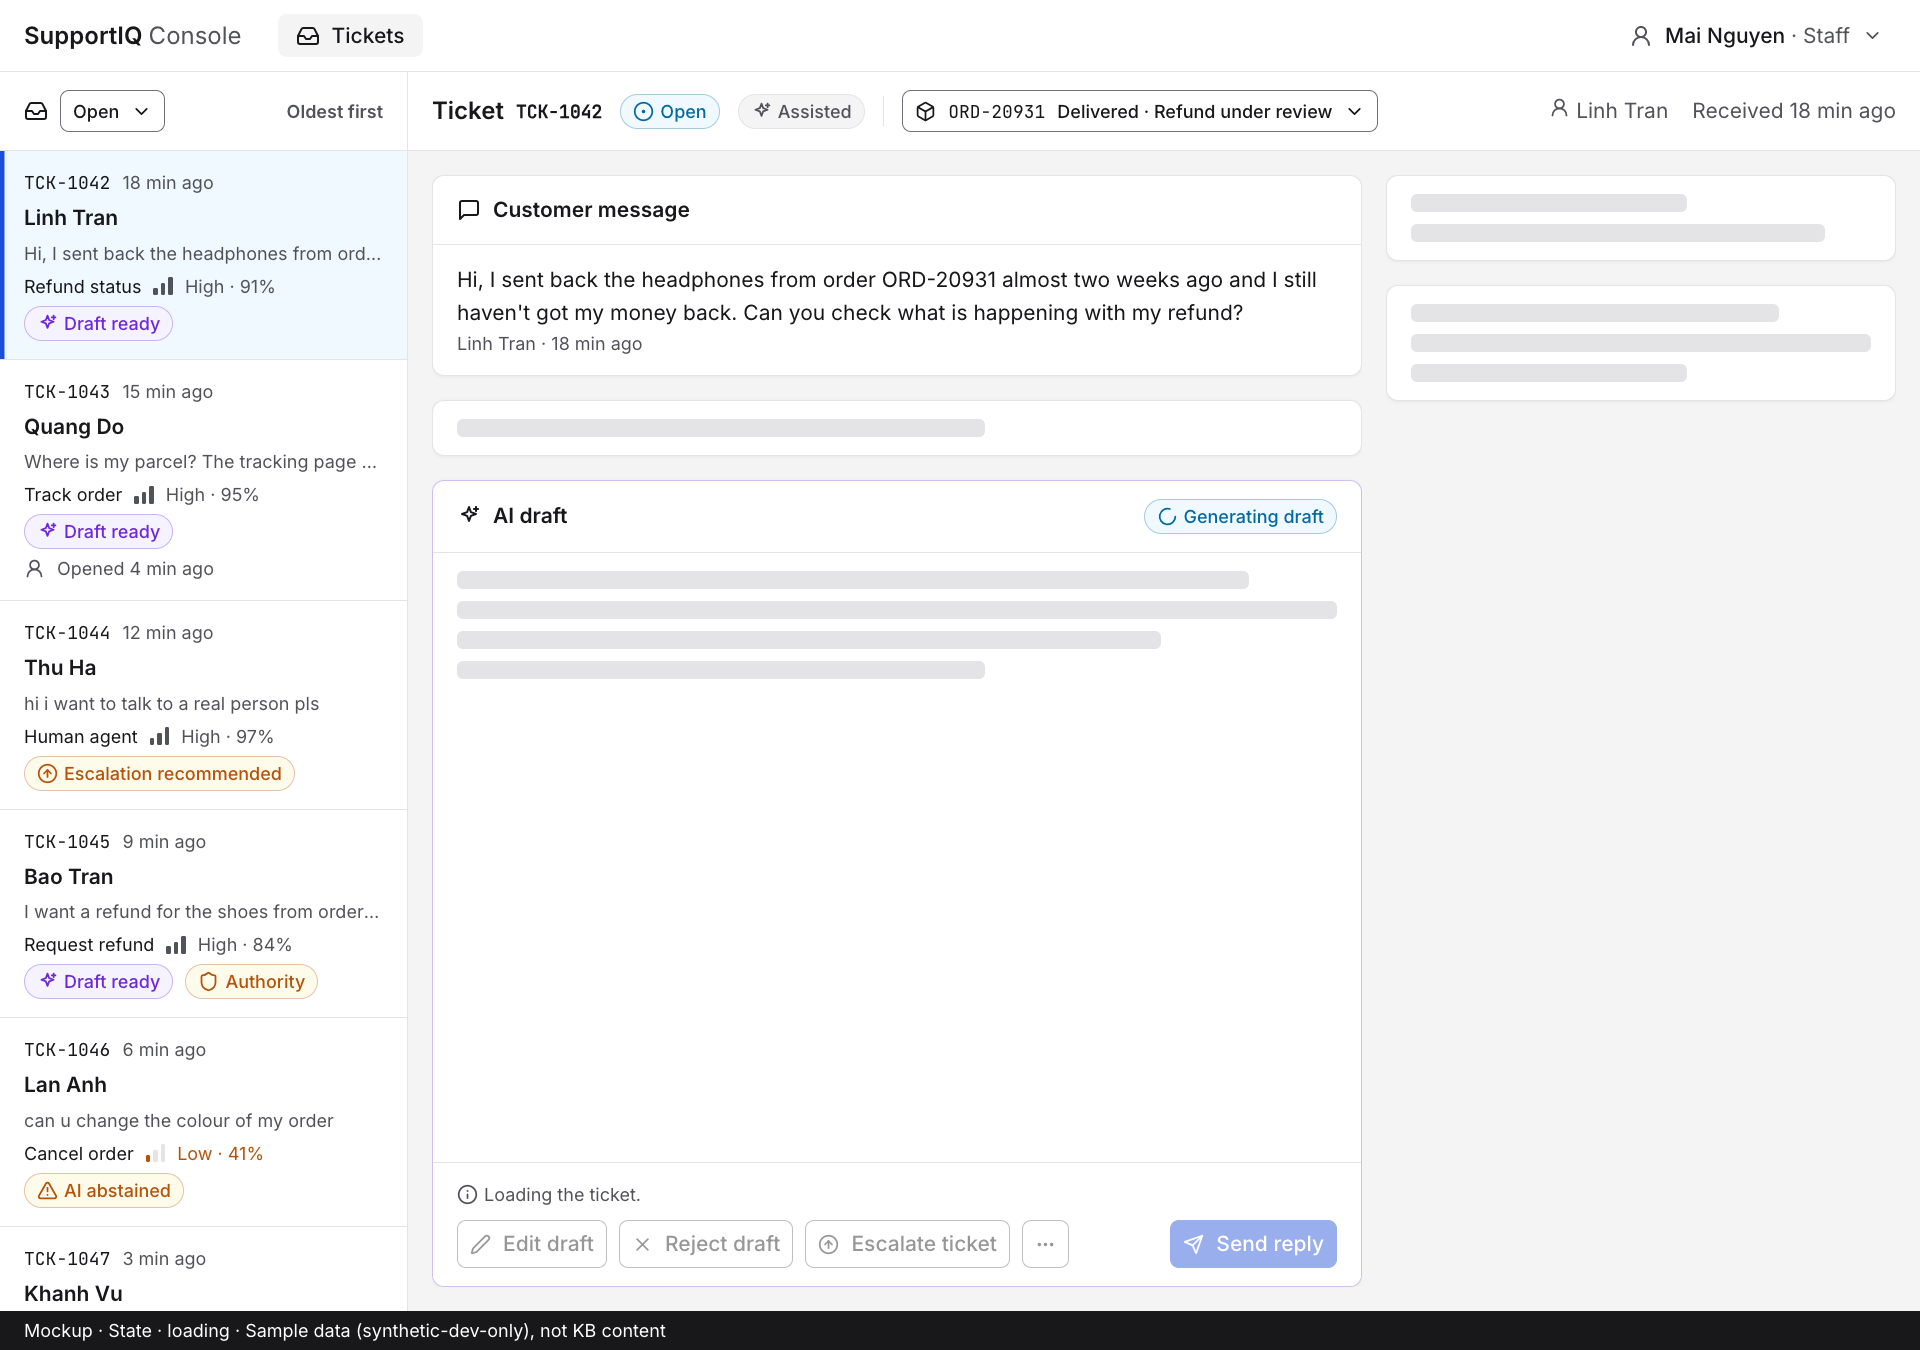 SupportIQ Console
Tickets
Mai Nguyen · Staff
Open
Oldest first
Ticket TCK-1042
Open
Assisted
ORD-20931 Delivered · Refund under review
Linh Tran
Received 18 min ago
TCK-1042 18 min ago
Linh Tran
Hi, I sent back the headphones from ord...
Refund status High · 91%
Draft ready
TCK-1043 15 min ago
Quang Do
Where is my parcel? The tracking page ...
Track order High · 95%
Draft ready
Opened 4 min ago
TCK-1044 12 min ago
Thu Ha
hi i want to talk to a real person pls
Human agent High · 97%
Escalation recommended
TCK-1045 9 min ago
Bao Tran
I want a refund for the shoes from order...
Request refund High · 84%
Draft ready Authority
TCK-1046 6 min ago
Lan Anh
can u change the colour of my order
Cancel order Low · 41%
AI abstained
TCK-1047 3 min ago
Khanh Vu
Customer message
Hi, I sent back the headphones from order ORD-20931 almost two weeks ago and I still
haven't got my money back. Can you check what is happening with my refund?
Linh Tran · 18 min ago
AI draft
Generating draft
Loading the ticket.
Edit draft
Reject draft
Escalate ticket
...
Send reply
Mockup · State · loading · Sample data (synthetic-dev-only), not KB content